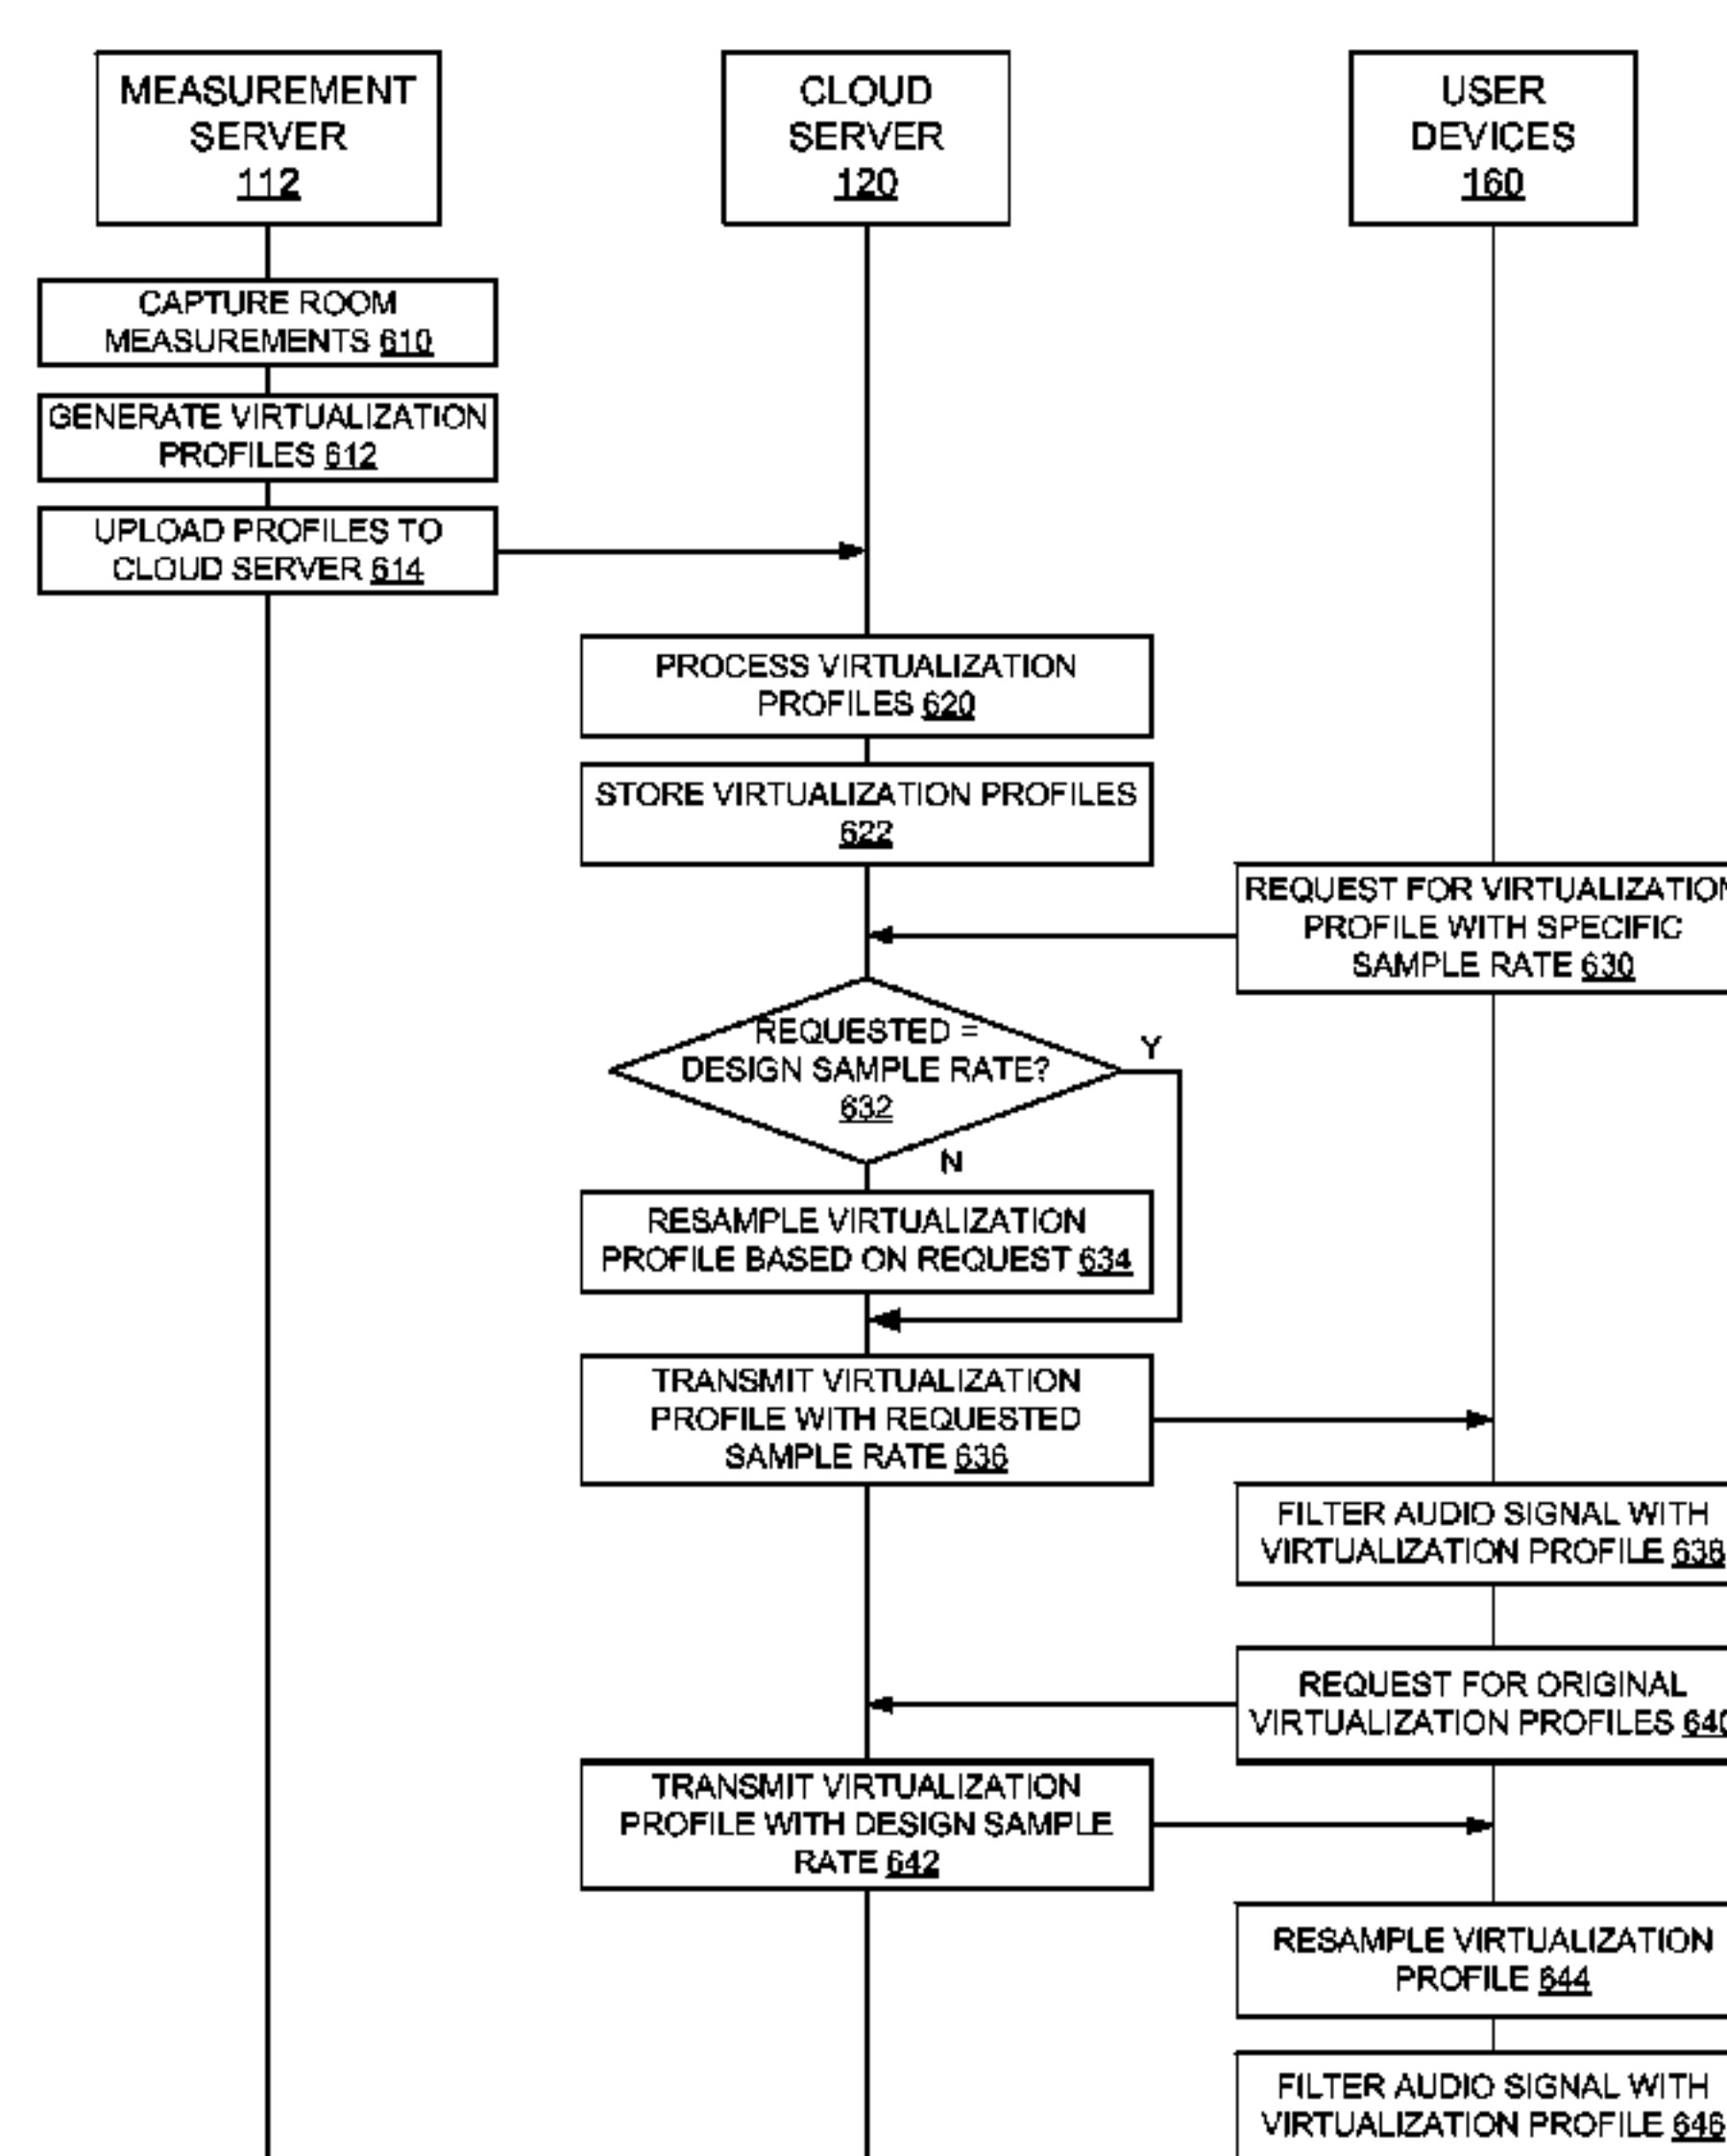 MEASUREMENT
SERVER
112
CLOUD
SERVER
120
USER
DEVICES
160
CAPTURE ROOM
MEASUREMENTS 610
GENERATE VIRTUALIZATION
PROFILES 612
UPLOAD PROFILES TO
CLOUD SERVER 614
PROCESS VIRTUALIZATION
PROFILES 620
STORE VIRTUALIZATION PROFILES
622
REQUEST FOR VIRTUALIZATION
PROFILE WITH SPECIFIC
SAMPLE RATE 630
REQUESTED =
DESIGN SAMPLE RATE?
632
Y
N
RESAMPLE VIRTUALIZATION
PROFILE BASED ON REQUEST 634
TRANSMIT VIRTUALIZATION
PROFILE WITH REQUESTED
SAMPLE RATE 636
FILTER AUDIO SIGNAL WITH
VIRTUALIZATION PROFILE 638
REQUEST FOR ORIGINAL
VIRTUALIZATION PROFILES 640
TRANSMIT VIRTUALIZATION
PROFILE WITH DESIGN SAMPLE
RATE 642
RESAMPLE VIRTUALIZATION
PROFILE 644
FILTER AUDIO SIGNAL WITH
VIRTUALIZATION PROFILE 646